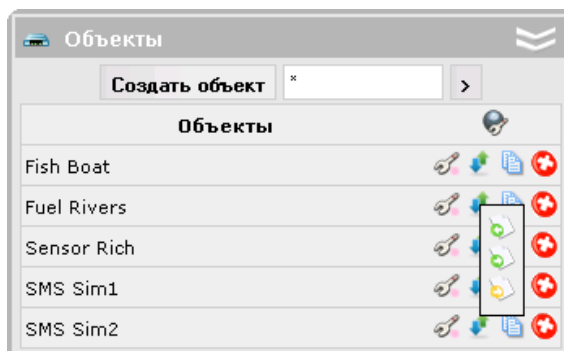 Объекты
Создать объект * >
Объекты
Fish Boat
Fuel Rivers
Sensor Rich
SMS Sim1
SMS Sim2